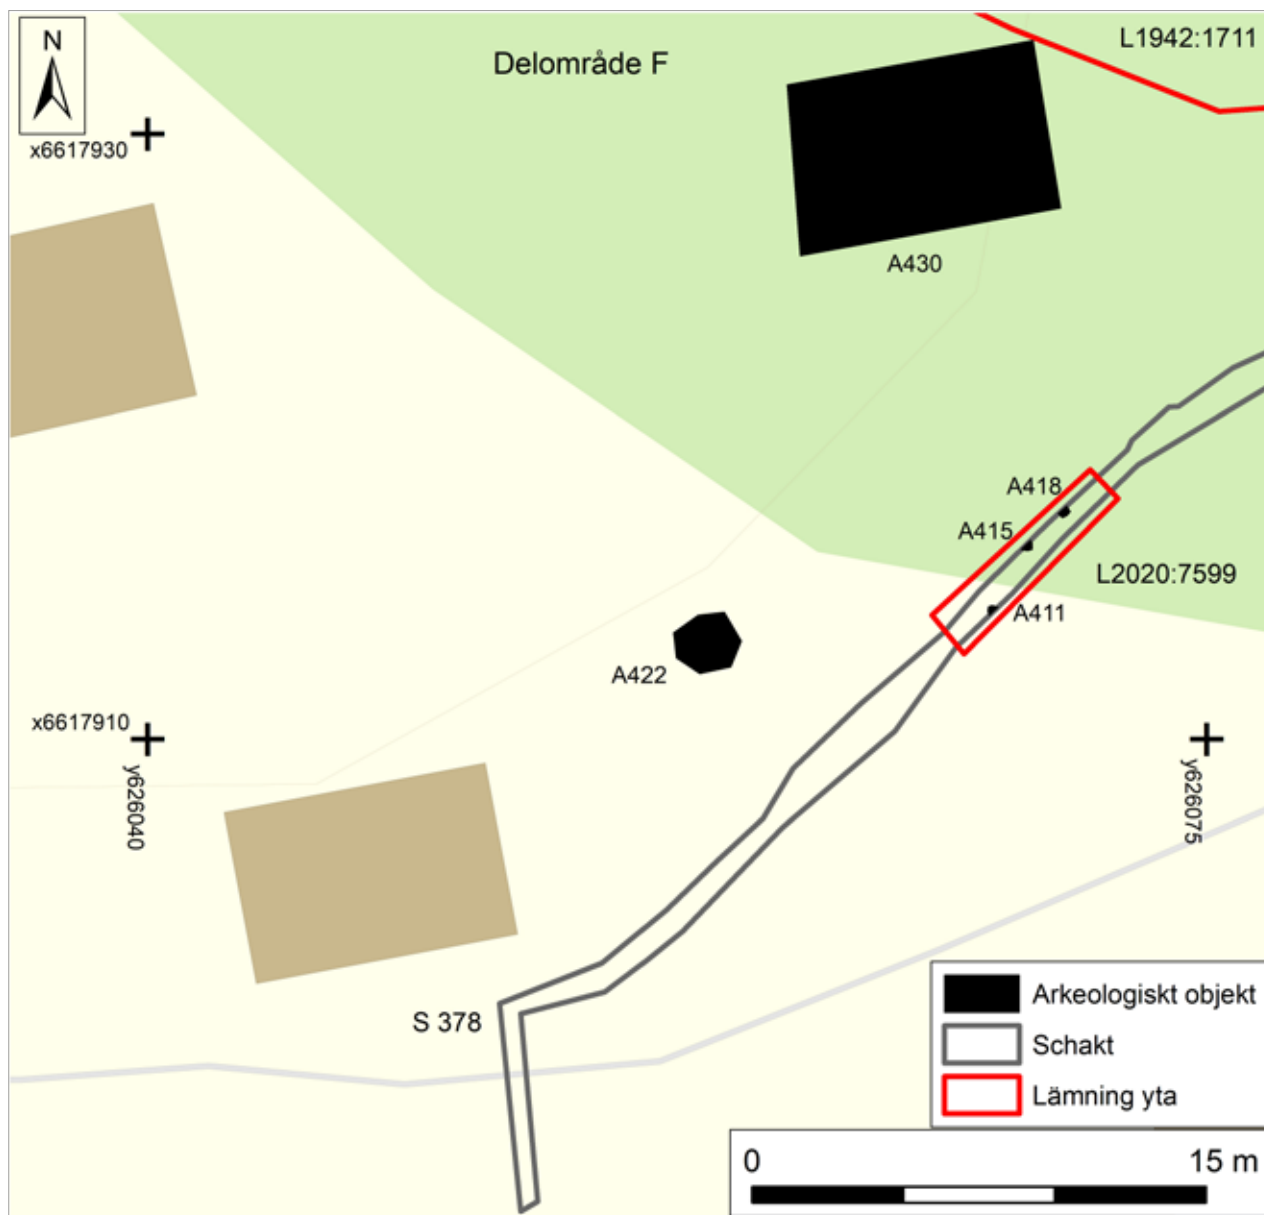 N
Delområde F
L1942:1711
x6617930
A430
A418
A415
L2020:7599
A411
A422
x6617910
y626040
y626075
S 378
Arkeologiskt objekt
Schakt
Lämning yta
0 15 m